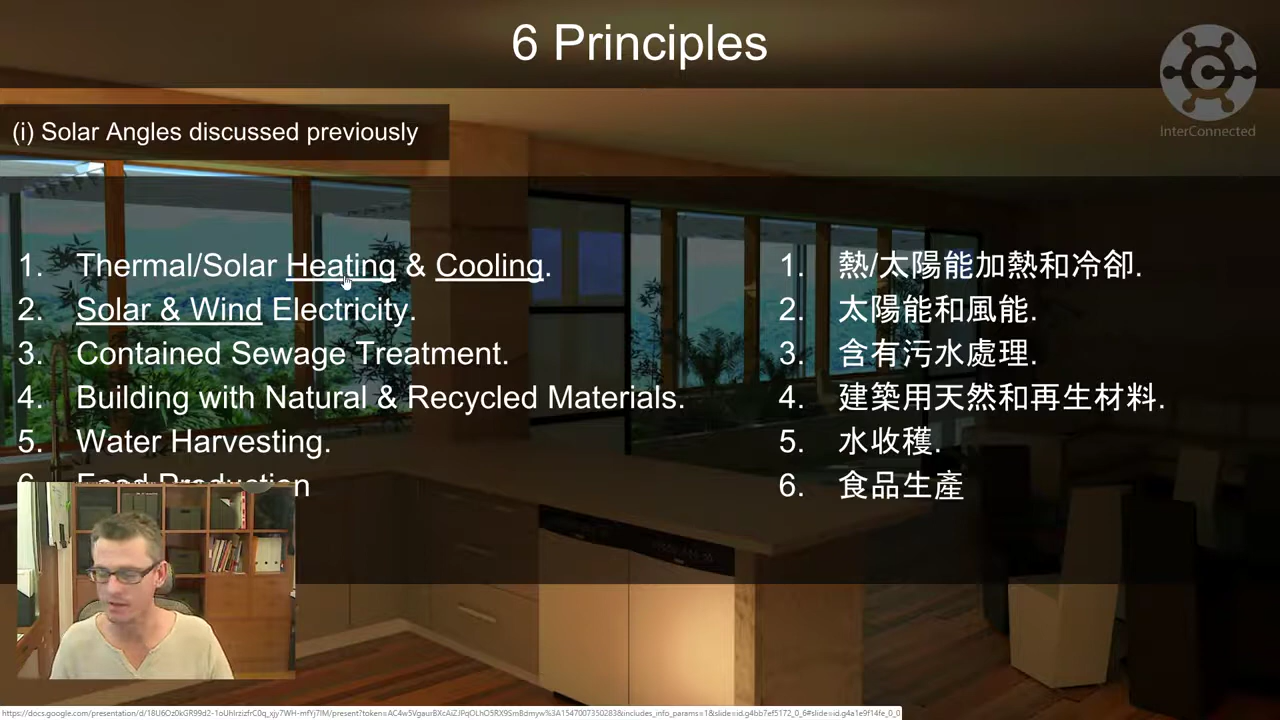 6 Principles
InterConnected
(i) Solar Angles discussed previously
1. Thermal/Solar Heating & Cooling.
2. Solar & Wind Electricity.
3. Contained Sewage Treatment.
4. Building with Natural & Recycled Materials.
5. Water Harvesting.
6. Food Production
1. 熱/太陽能加熱和冷卻.
2. 太陽能和風能.
3. 含有污水處理.
4. 建築用天然和再生材料.
5. 水收穫.
6. 食品生產